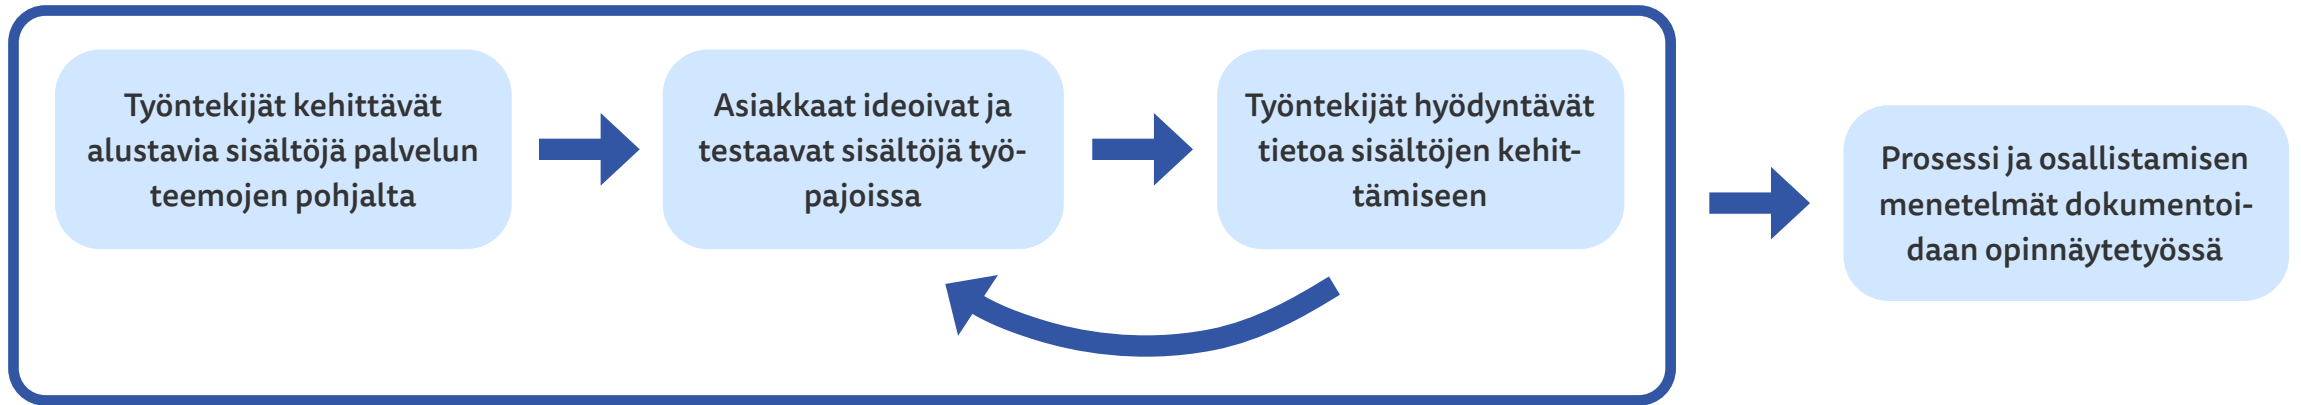 Työntekijät kehittävät
alustavia sisältöjä palvelun
teemojen pohjalta
Asiakkaat ideoivat ja
testaavat sisältöjä työ-
pajoissa
Työntekijät hyödyntävät
tietoa sisältöjen kehit-
tämiseen
Prosessi ja osallistamisen
menetelmät dokumentoi-
daan opinnäytetyössä